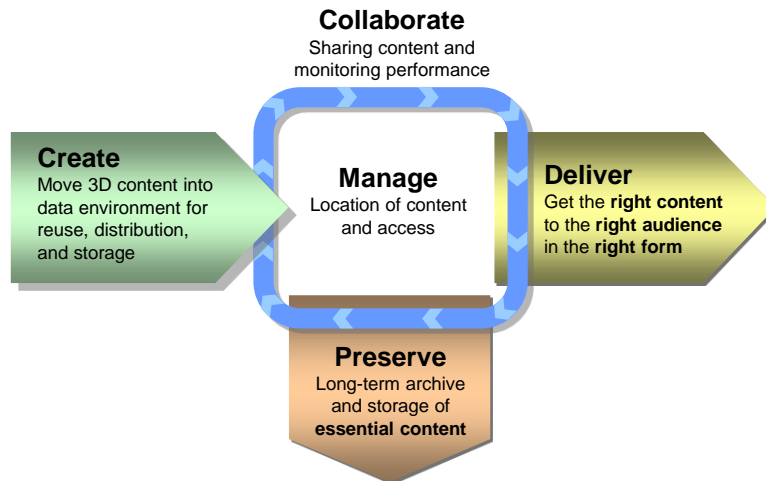 Collaborate
Sharing content and
monitoring performance
Create
Move 3D content into
data environment for
reuse, distribution,
and storage
Manage
Location of content
and access
Deliver
Get the right content
to the right audience
in the right form
Preserve
Long-term archive
and storage of
essential content